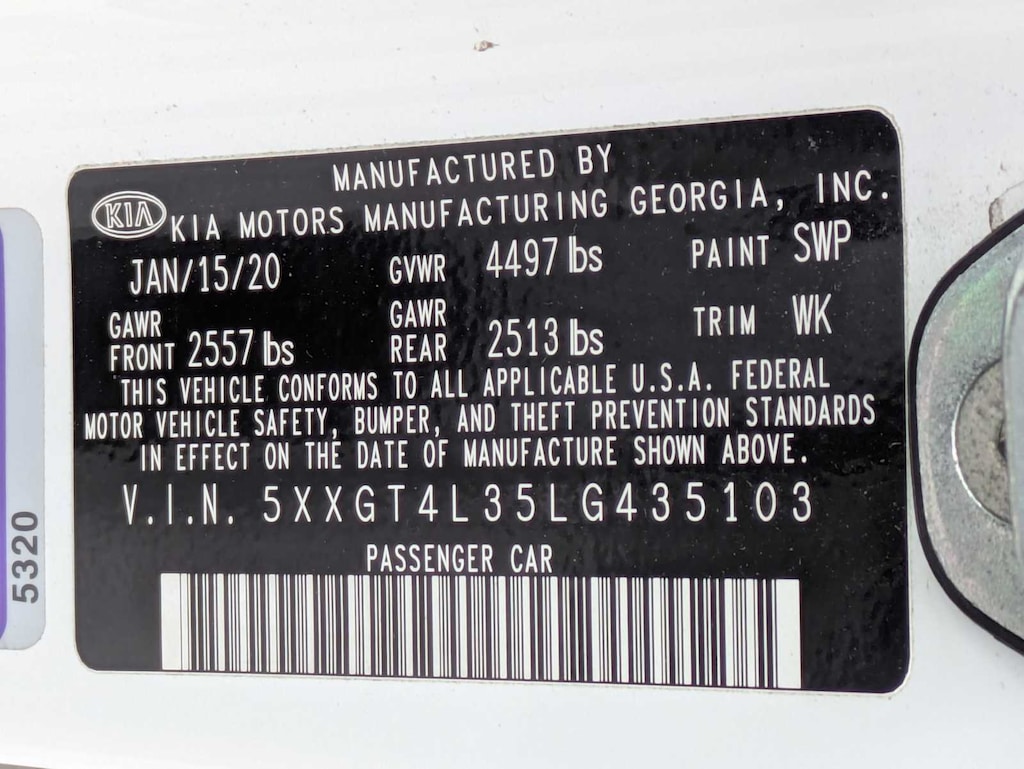 MANUFACTURED BY
KIA KIA MOTORS MANUFACTURING GEORGIA, INC.
JAN/15/20 GVWR 4497 lbs PAINT SWP
GAWR FRONT 2557 lbs GAWR REAR 2513 lbs TRIM WK
THIS VEHICLE CONFORMS TO ALL APPLICABLE U.S.A. FEDERAL
MOTOR VEHICLE SAFETY, BUMPER, AND THEFT PREVENTION STANDARDS
IN EFFECT ON THE DATE OF MANUFACTURE SHOWN ABOVE.
V.I.N. 5XXGT4L35LG435103
PASSENGER CAR
5320